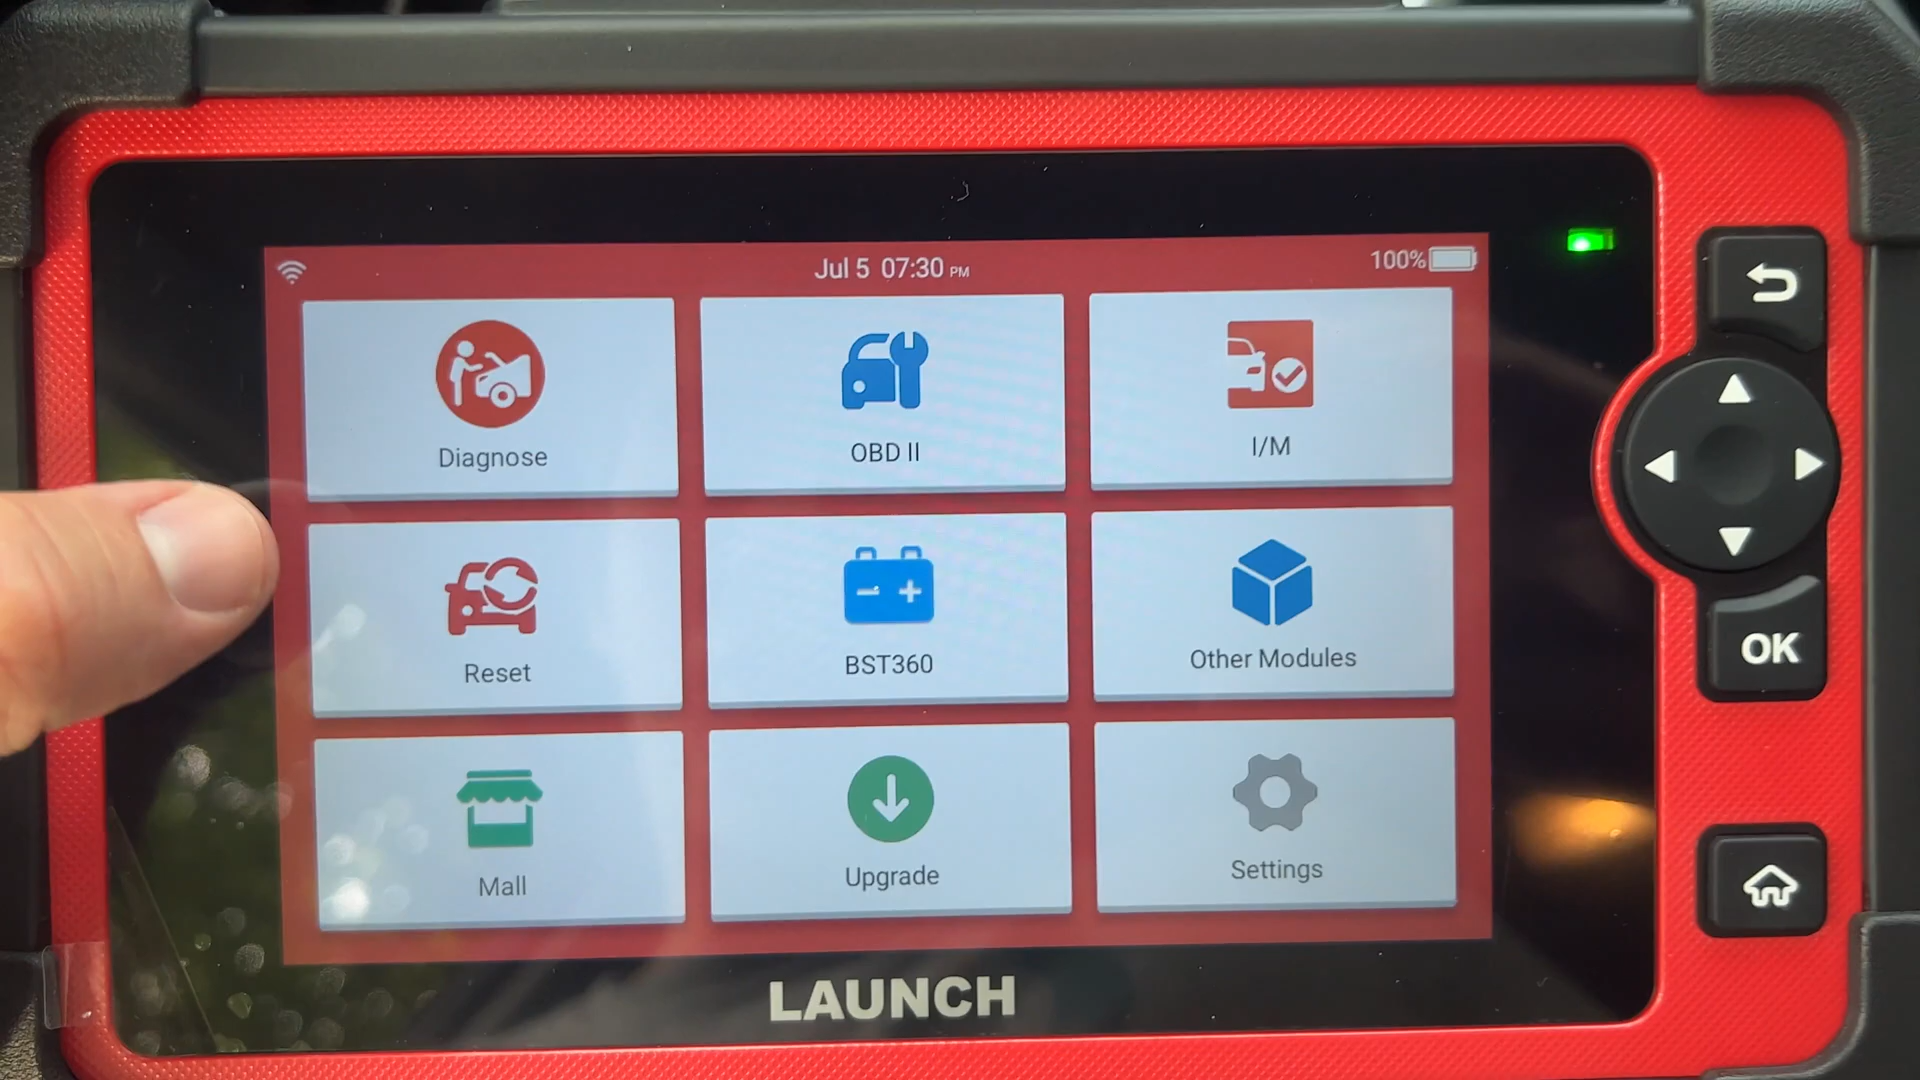 Jul 5 07:30 PM
100%
Diagnose
OBD II
I/M
Reset
BST360
Other Modules
Mall
Upgrade
Settings
OK
LAUNCH